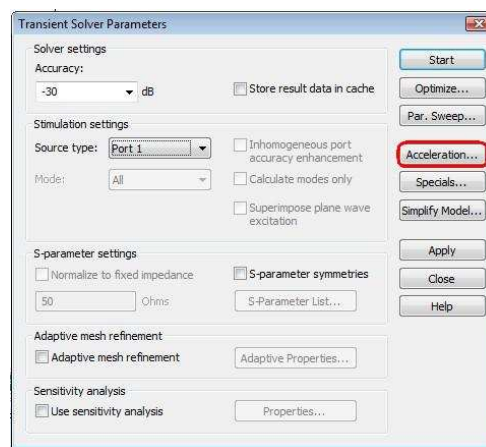 Transient Solver Parameters
Solver settings
Accuracy:
-30 dB
Store result data in cache
Stimulation settings
Source type: Port 1
Inhomogeneous port
accuracy enhancement
Mode: All
Calculate modes only
Superimpose plane wave
excitation
S-parameter settings
Normalize to fixed impedance
S-parameter symmetries
50 Ohms
S-Parameter List...
Adaptive mesh refinement
Adaptive mesh refinement
Adaptive Properties...
Sensitivity analysis
Use sensitivity analysis
Properties...
Start
Optimize...
Par. Sweep...
Acceleration...
Specials...
Simplify Model...
Apply
Close
Help